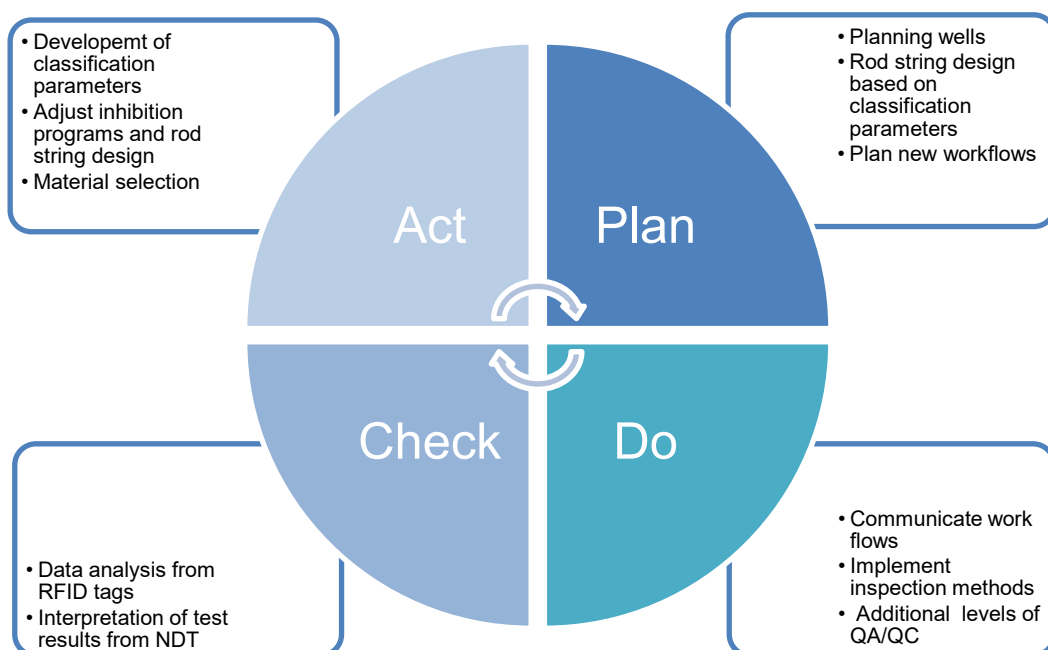 • Developemt of
classification
parameters
• Adjust inhibition
programs and rod
string design
• Material selection
• Planning wells
• Rod string design
based on
classification
parameters
• Plan new workflows
Act
Plan
Check
Do
• Data analysis from
RFID tags
• Interpretation of test
results from NDT
• Communicate work
flows
• Implement
inspection methods
• Additional levels of
QA/QC